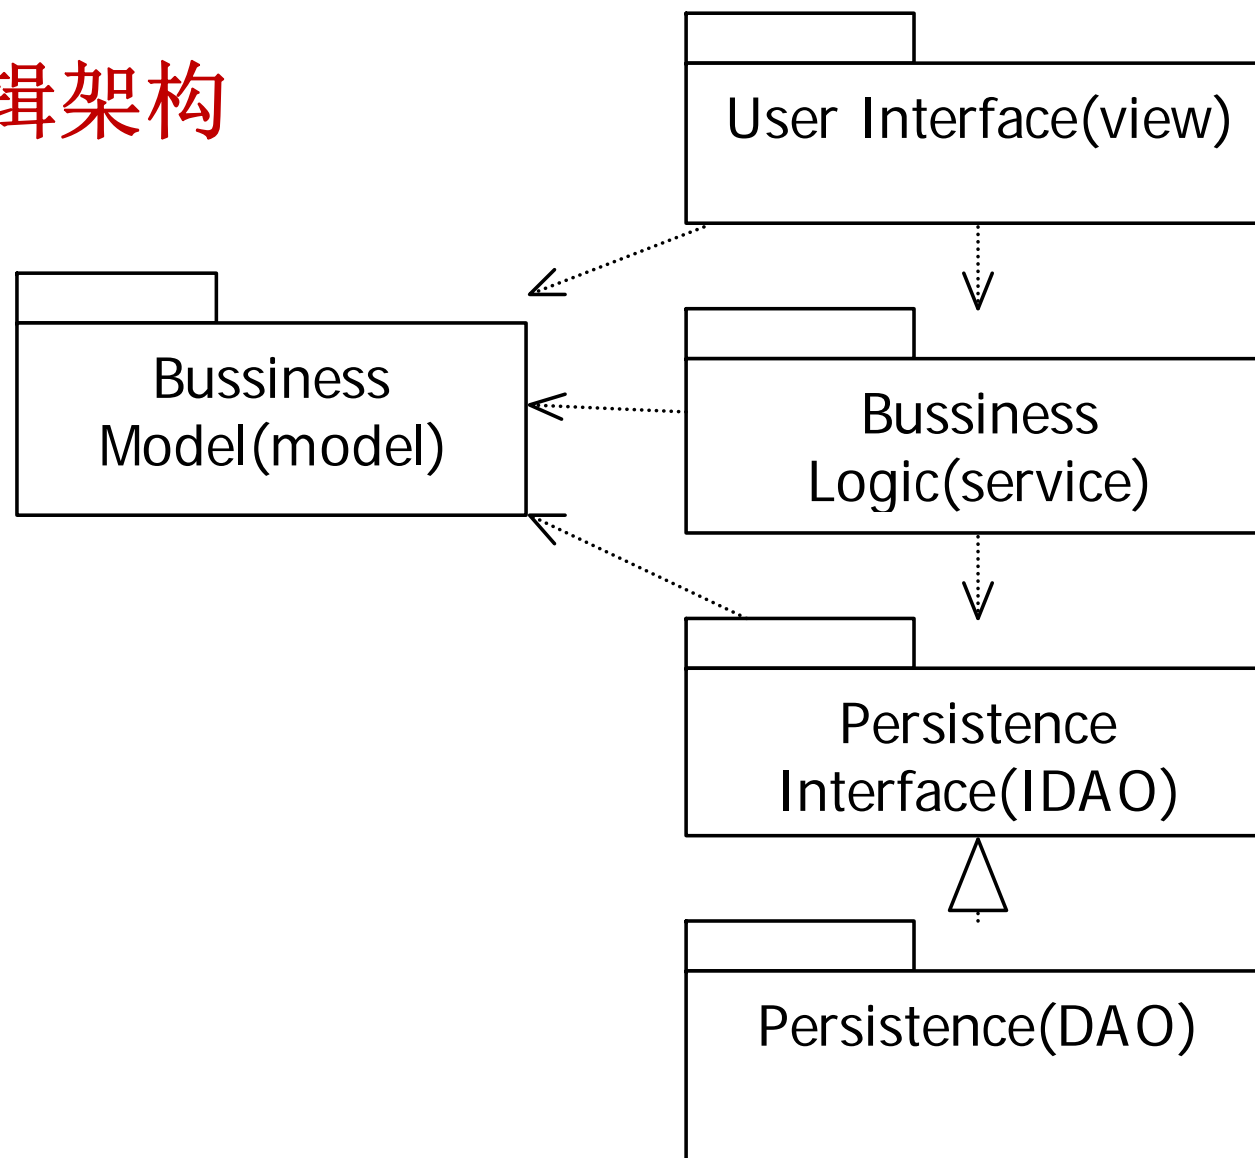 辑架构
User Interface(view)
Bussiness
Model(model)
Bussiness
Logic(service)
Persistence
Interface(IDAO)
Persistence(DAO)